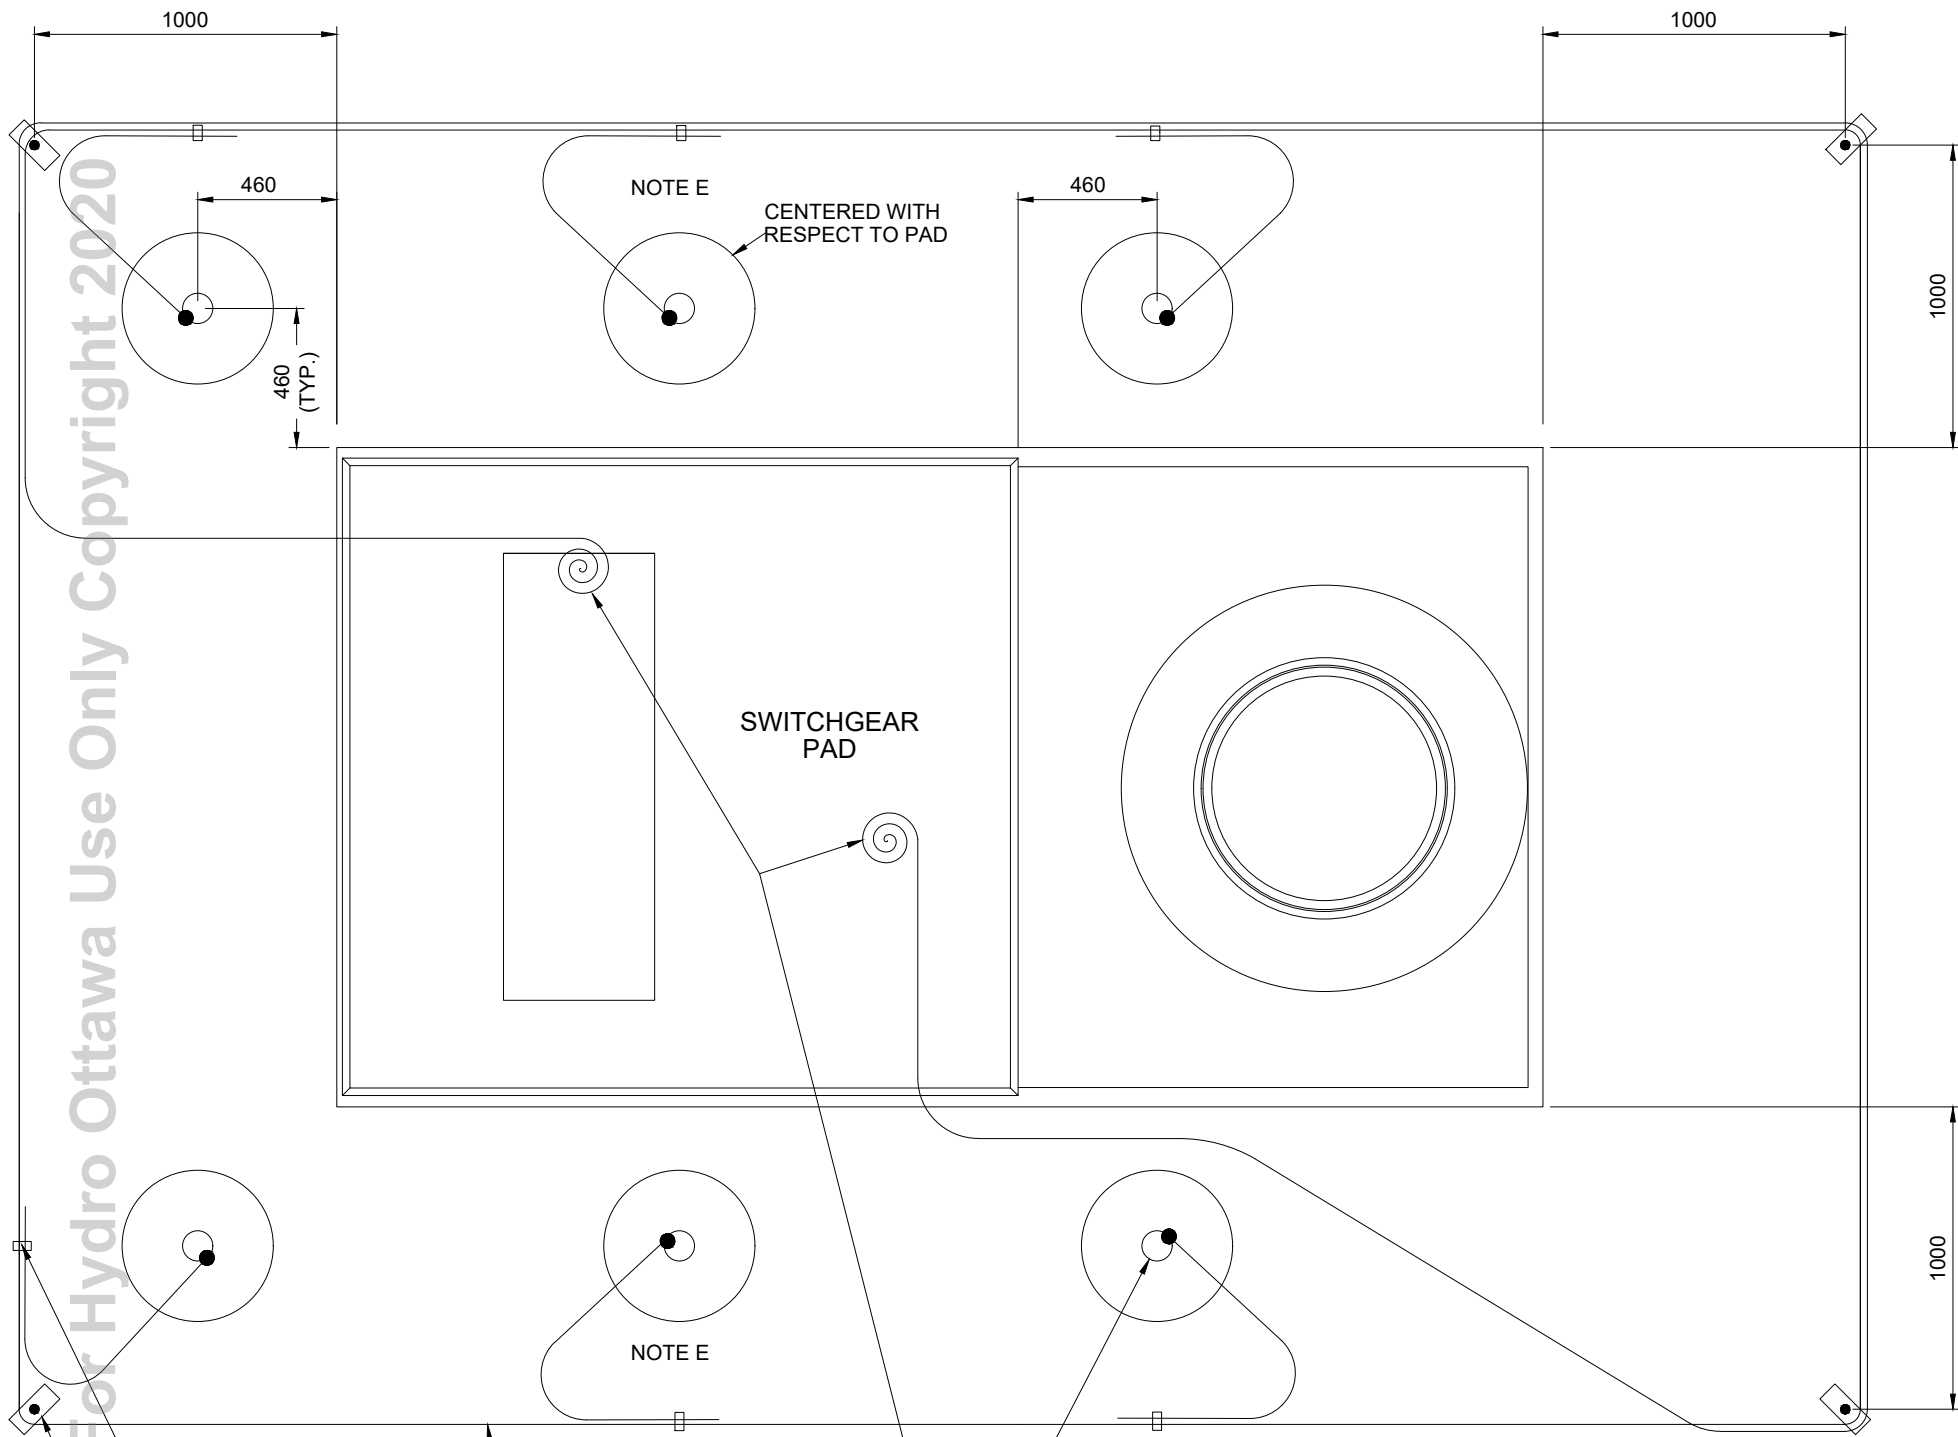 1000
1000
460
NOTE E
460
CENTERED WITH
RESPECT TO PAD
1000
460
(TYP.)
SWITCHGEAR
PAD
1000
NOTE E
For Hydro Ottawa Use Only Copyright 2020